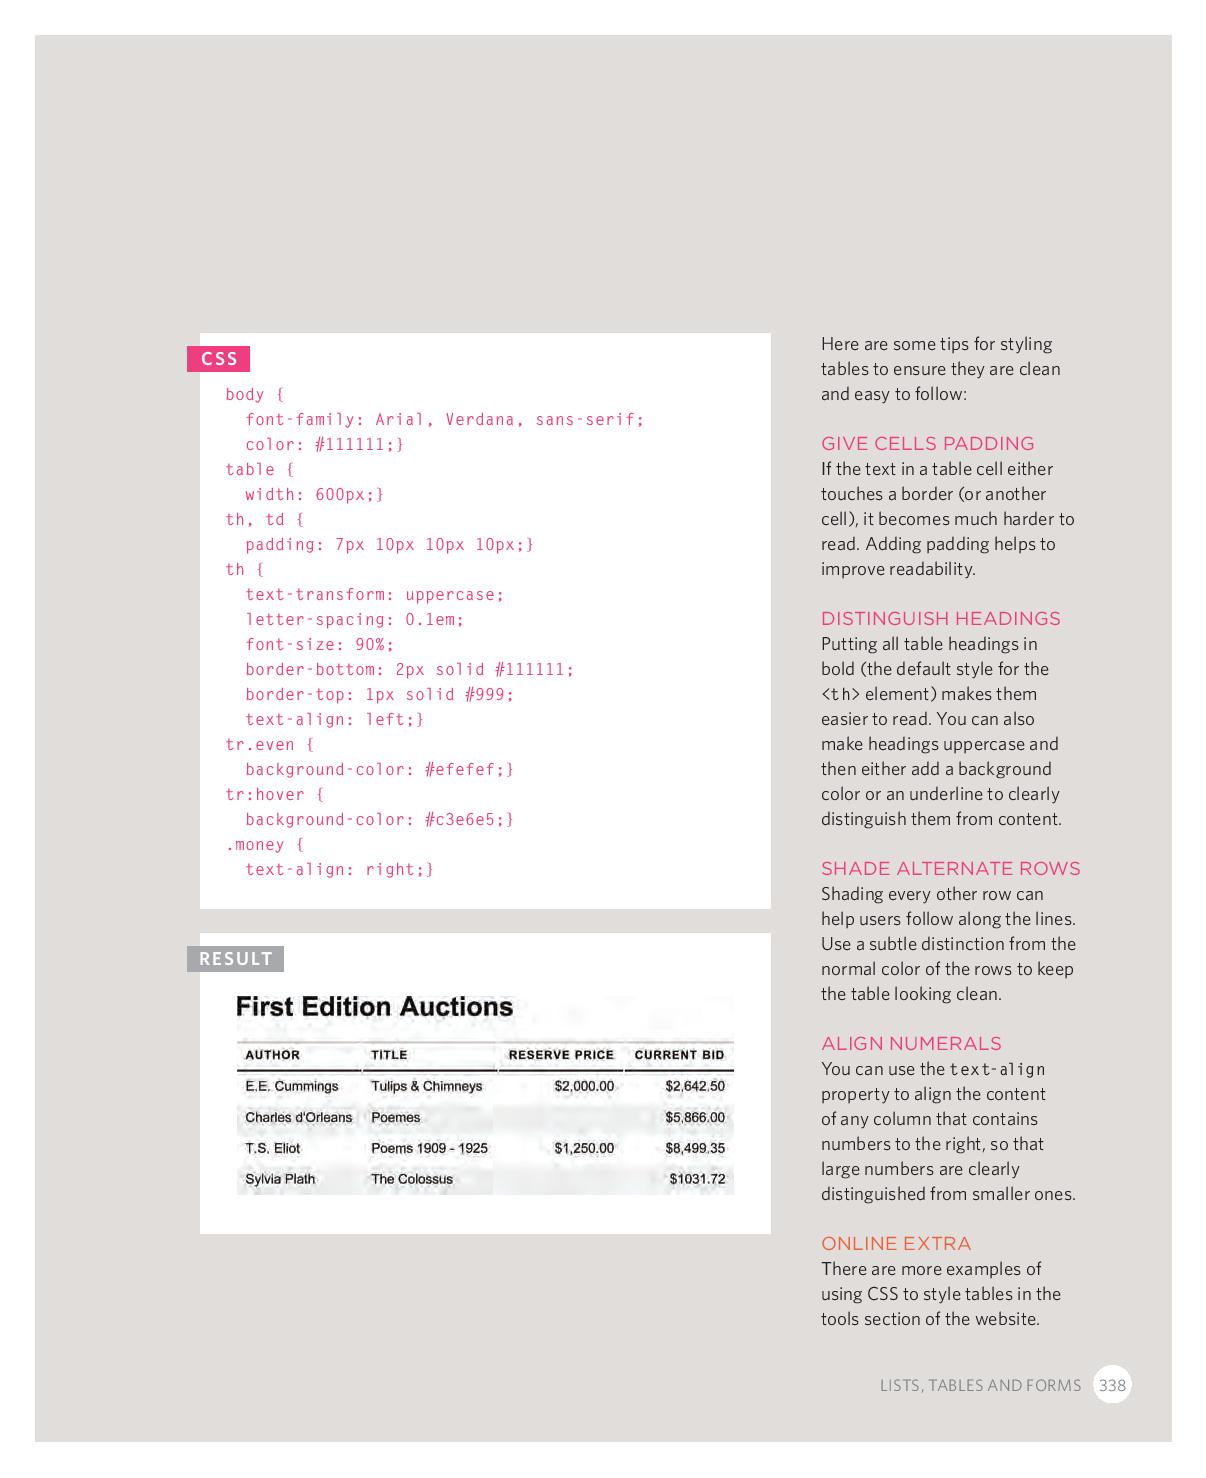 CSS
body {
font-family: Arial, Verdana, sans-serif;
color: #111111;}
table {
width: 600px;}
th, td {
padding: 7px 10px 10px 10px;}
th {
text-transform: uppercase;
letter-spacing: 0.1em;
font-size: 90%;
border-bottom: 2px solid #111111;
border-top: 1px solid #999;
text-align: left;}
tr.even {
background-color: #efefef;}
tr:hover {
background-color: #c3e6e5;}
.money {
text-align: right;}
RESULT
First Edition Auctions
AUTHOR TITLE RESERVE PRICE CURRENT BID
E.E. Cummings Tulips & Chimneys $2,000.00 $2,642.50
Charles d'Orleans Poemes $5,866.00
T.S. Eliot Poems 1909 - 1925 $1,250.00 $8,499.35
Sylvia Plath The Colossus $1031.72
Here are some tips for styling
tables to ensure they are clean
and easy to follow:
GIVE CELLS PADDING
If the text in a table cell either
touches a border (or another
cell), it becomes much harder to
read. Adding padding helps to
improve readability.
DISTINGUISH HEADINGS
Putting all table headings in
bold (the default style for the
<th> element) makes them
easier to read. You can also
make headings uppercase and
then either add a background
color or an underline to clearly
distinguish them from content.
SHADE ALTERNATE ROWS
Shading every other row can
help users follow along the lines.
Use a subtle distinction from the
normal color of the rows to keep
the table looking clean.
ALIGN NUMERALS
You can use the text-align
property to align the content
of any column that contains
numbers to the right, so that
large numbers are clearly
distinguished from smaller ones.
ONLINE EXTRA
There are more examples of
using CSS to style tables in the
tools section of the website.
LISTS, TABLES AND FORMS 338